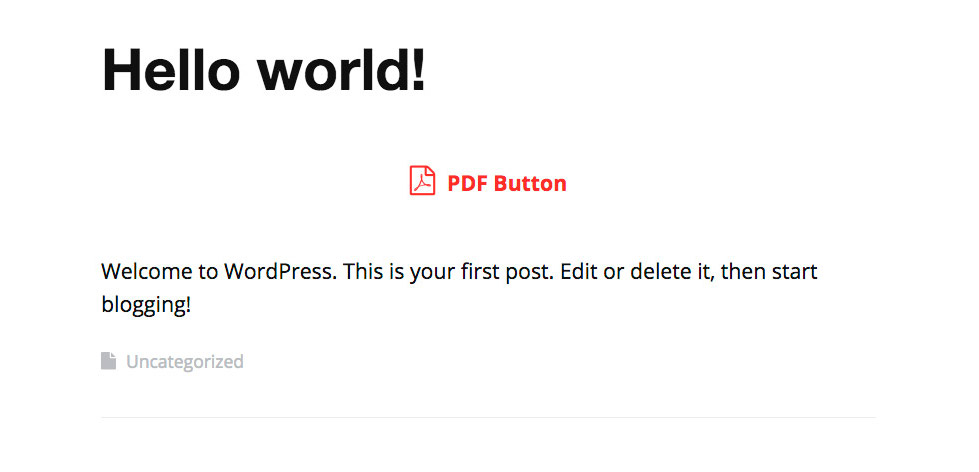 Hello world!
PDF Button
Welcome to WordPress. This is your first post. Edit or delete it, then start
blogging!
Uncategorized